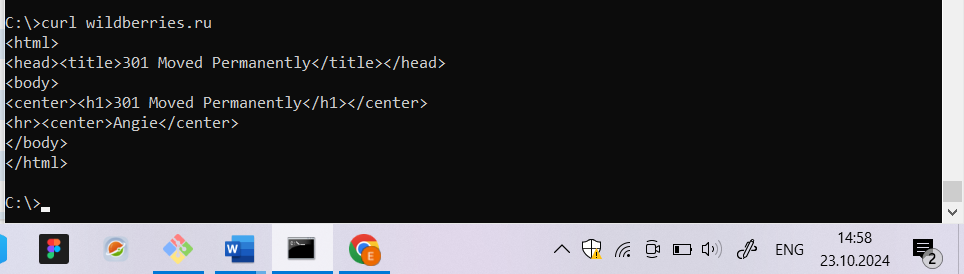 C:\>curl wildberries.ru
<html>
<head><title>301 Moved Permanently</title></head>
<body>
<center><h1>301 Moved Permanently</h1></center>
<hr><center>Angie</center>
</body>
</html>
C:\>
W
C:\.
E
ENG
14:58
23.10.2024
2